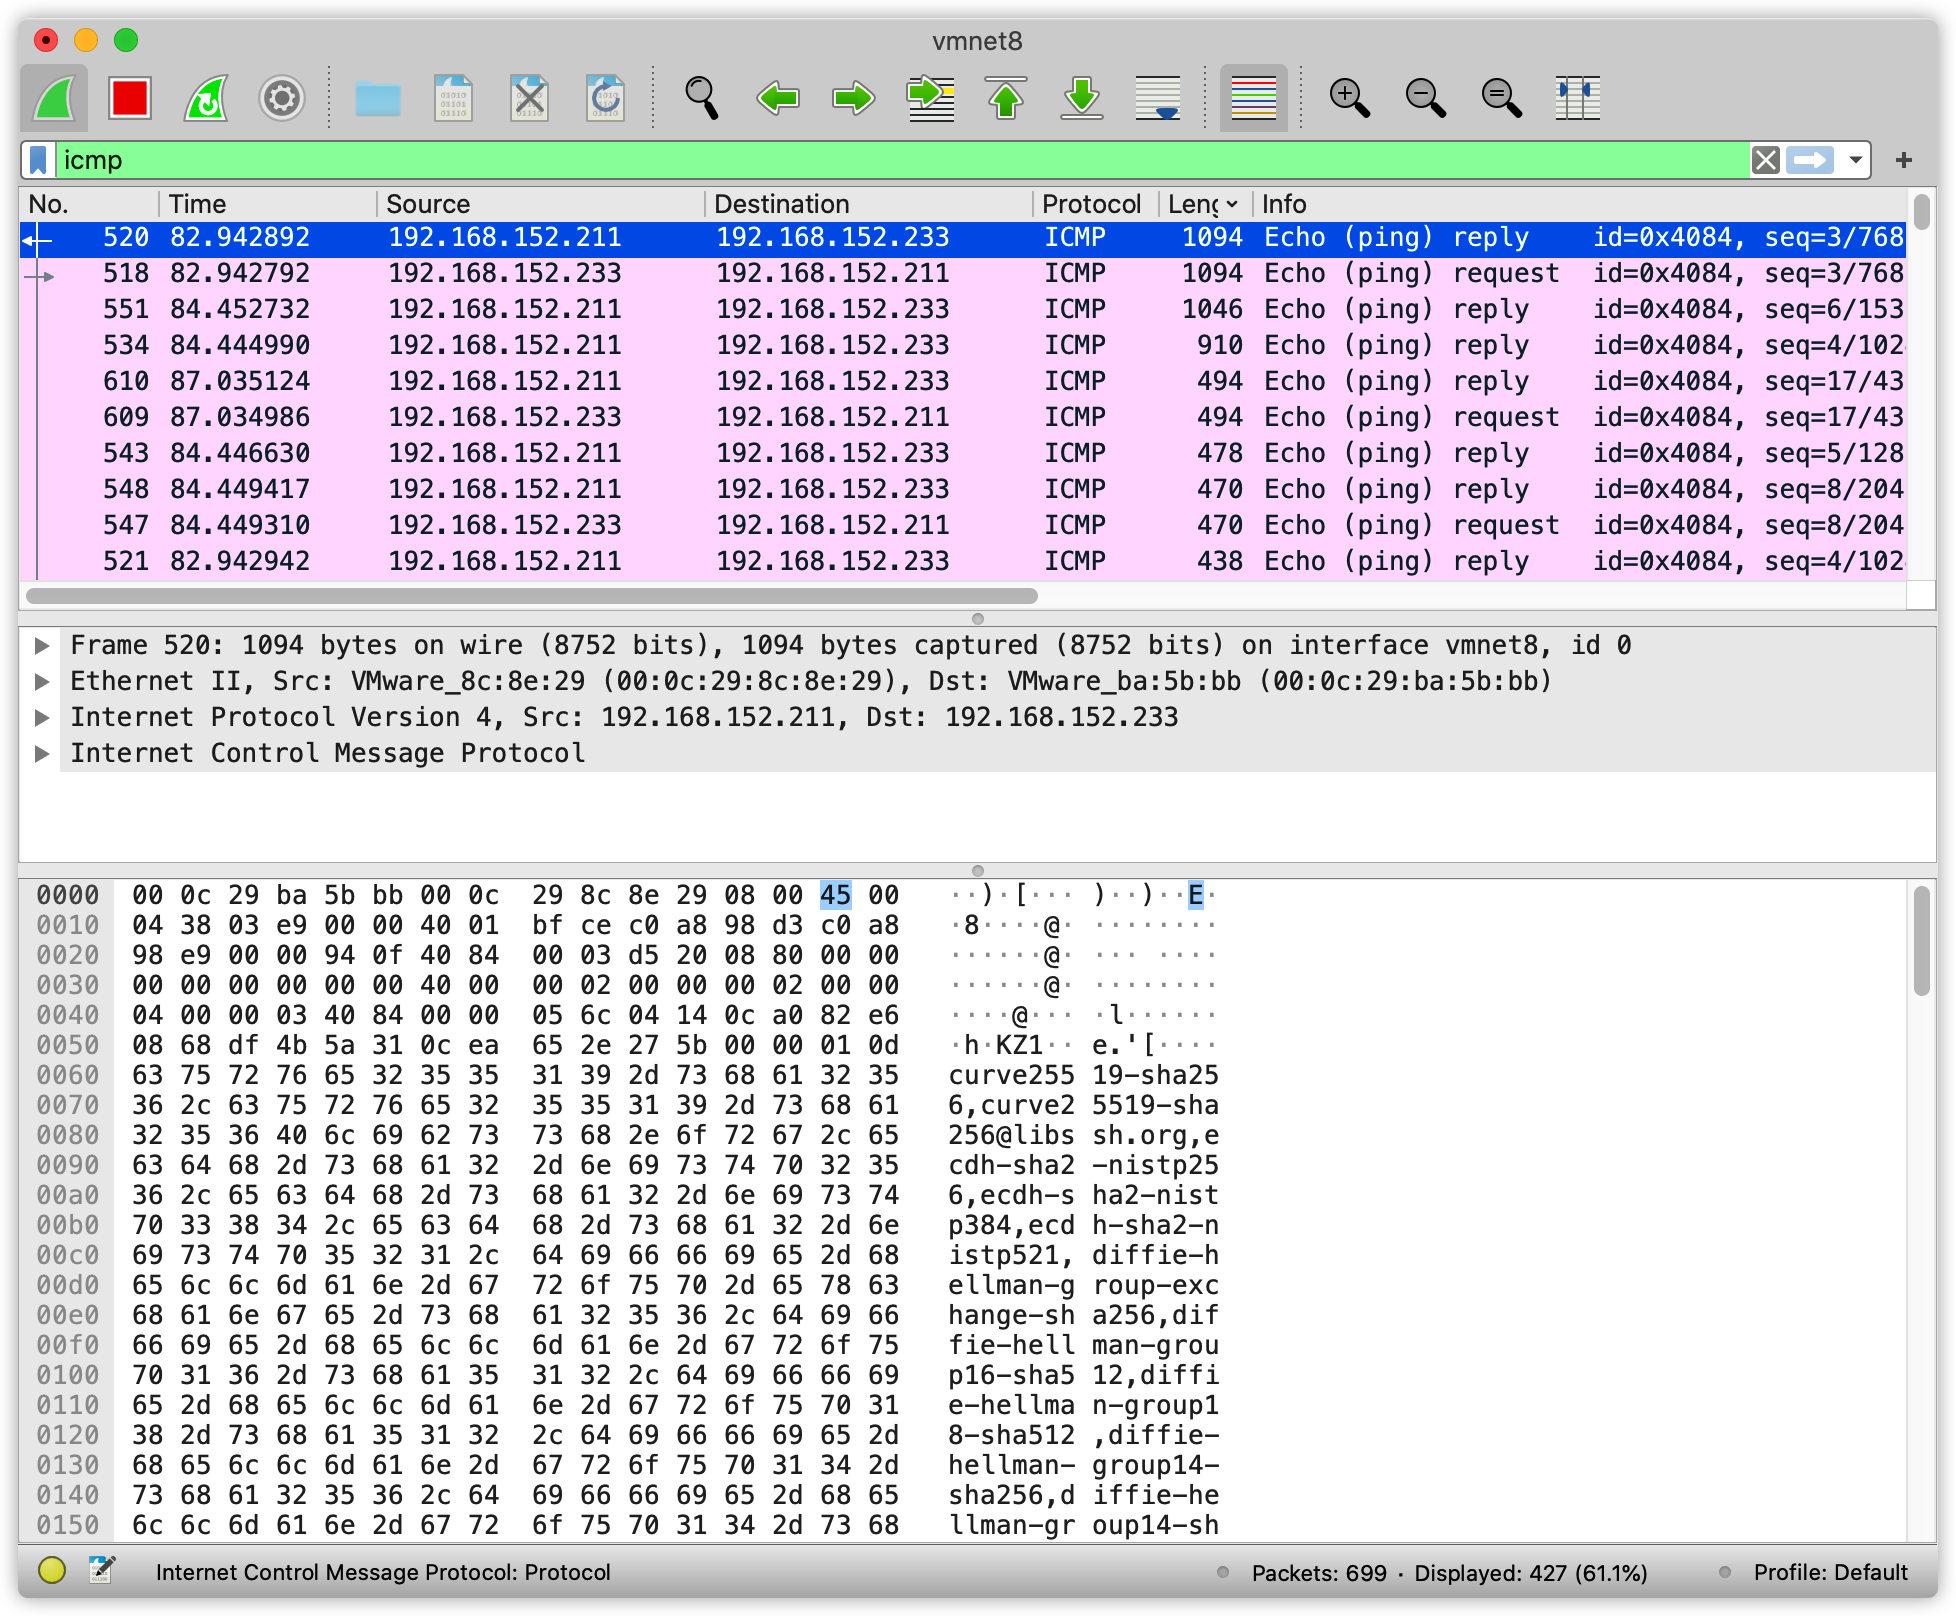 vmnet8
icmp
No. Time Source Destination Protocol Leng Info
520 82.942892 192.168.152.211 192.168.152.233 ICMP 1094 Echo (ping) reply id=0x4084, seq=3/768
518 82.942792 192.168.152.233 192.168.152.211 ICMP 1094 Echo (ping) request id=0x4084, seq=3/768
551 84.452732 192.168.152.211 192.168.152.233 ICMP 1046 Echo (ping) reply id=0x4084, seq=6/153
534 84.444990 192.168.152.211 192.168.152.233 ICMP 910 Echo (ping) reply id=0x4084, seq=4/102
610 87.035124 192.168.152.211 192.168.152.233 ICMP 494 Echo (ping) reply id=0x4084, seq=17/43
609 87.034986 192.168.152.233 192.168.152.211 ICMP 494 Echo (ping) request id=0x4084, seq=17/43
543 84.446630 192.168.152.211 192.168.152.233 ICMP 478 Echo (ping) reply id=0x4084, seq=5/128
548 84.449417 192.168.152.211 192.168.152.233 ICMP 470 Echo (ping) reply id=0x4084, seq=8/204
547 84.449310 192.168.152.233 192.168.152.211 ICMP 470 Echo (ping) request id=0x4084, seq=8/204
521 82.942942 192.168.152.211 192.168.152.233 ICMP 438 Echo (ping) reply id=0x4084, seq=4/102
Frame 520: 1094 bytes on wire (8752 bits), 1094 bytes captured (8752 bits) on interface vmnet8, id 0
Ethernet II, Src: VMware_8c:8e:29 (00:0c:29:8c:8e:29), Dst: VMware_ba:5b:bb (00:0c:29:ba:5b:bb)
Internet Protocol Version 4, Src: 192.168.152.211, Dst: 192.168.152.233
Internet Control Message Protocol
0000 00 0c 29 ba 5b bb 00 0c 29 8c 8e 29 08 00 45 00 ··)·[··· )··)··E·
0010 04 38 03 e9 00 00 40 01 bf ce c0 a8 98 d3 c0 a8 ·8····@· ········
0020 98 e9 00 00 94 0f 40 84 00 03 d5 20 08 80 00 00 ······@· ··· ····
0030 00 00 00 00 00 00 40 00 00 02 00 00 00 02 00 00 ······@· ········
0040 04 00 00 03 40 84 00 00 05 6c 04 14 0c a0 82 e6 ····@··· ·l······
0050 08 68 df 4b 5a 31 0c ea 65 2e 27 5b 00 00 01 0d ·h·KZ1·· e.'[····
0060 63 75 72 76 65 32 35 35 31 39 2d 73 68 61 32 35 curve255 19-sha25
0070 36 2c 63 75 72 76 65 32 35 35 31 39 2d 73 68 61 6,curve2 5519-sha
0080 32 35 36 40 6c 69 62 73 73 68 2e 6f 72 67 2c 65 256@libs sh.org,e
0090 63 64 68 2d 73 68 61 32 2d 6e 69 73 74 70 32 35 cdh-sha2 -nistp25
00a0 36 2c 65 63 64 68 2d 73 68 61 32 2d 6e 69 73 74 6,ecdh-s ha2-nist
00b0 70 33 38 34 2c 65 63 64 68 2d 73 68 61 32 2d 6e p384,ecd h-sha2-n
00c0 69 73 74 70 35 32 31 2c 64 69 66 66 69 65 2d 68 istp521, diffie-h
00d0 65 6c 6c 6d 61 6e 2d 67 72 6f 75 70 2d 65 78 63 ellman-g roup-exc
00e0 68 61 6e 67 65 2d 73 68 61 32 35 36 2c 64 69 66 hange-sh a256,dif
00f0 66 69 65 2d 68 65 6c 6c 6d 61 6e 2d 67 72 6f 75 fie-hell man-grou
0100 70 31 36 2d 73 68 61 35 31 32 2c 64 69 66 66 69 p16-sha5 12,diffi
0110 65 2d 68 65 6c 6c 6d 61 6e 2d 67 72 6f 75 70 31 e-hellma n-group1
0120 38 2d 73 68 61 35 31 32 2c 64 69 66 66 69 65 2d 8-sha512 ,diffie-
0130 68 65 6c 6c 6d 61 6e 2d 67 72 6f 75 70 31 34 2d hellman- group14-
0140 73 68 61 32 35 36 2c 64 69 66 66 69 65 2d 68 65 sha256,d iffie-he
0150 6c 6c 6d 61 6e 2d 67 72 6f 75 70 31 34 2d 73 68 llman-gr oup14-sh
Internet Control Message Protocol: Protocol Packets: 699 · Displayed: 427 (61.1%) Profile: Default